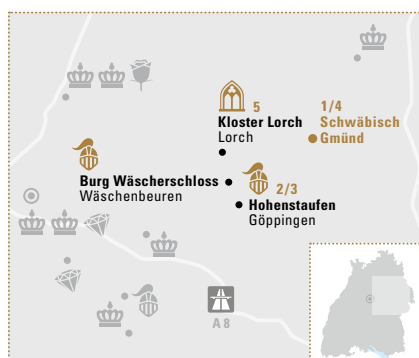 5
Kloster Lorch
Lorch
1/4
Schwäbisch
Gmünd
Burg Wäscherschloss
Wäschenbeuren
2/3
Hohenstaufen
Göppingen
A 8